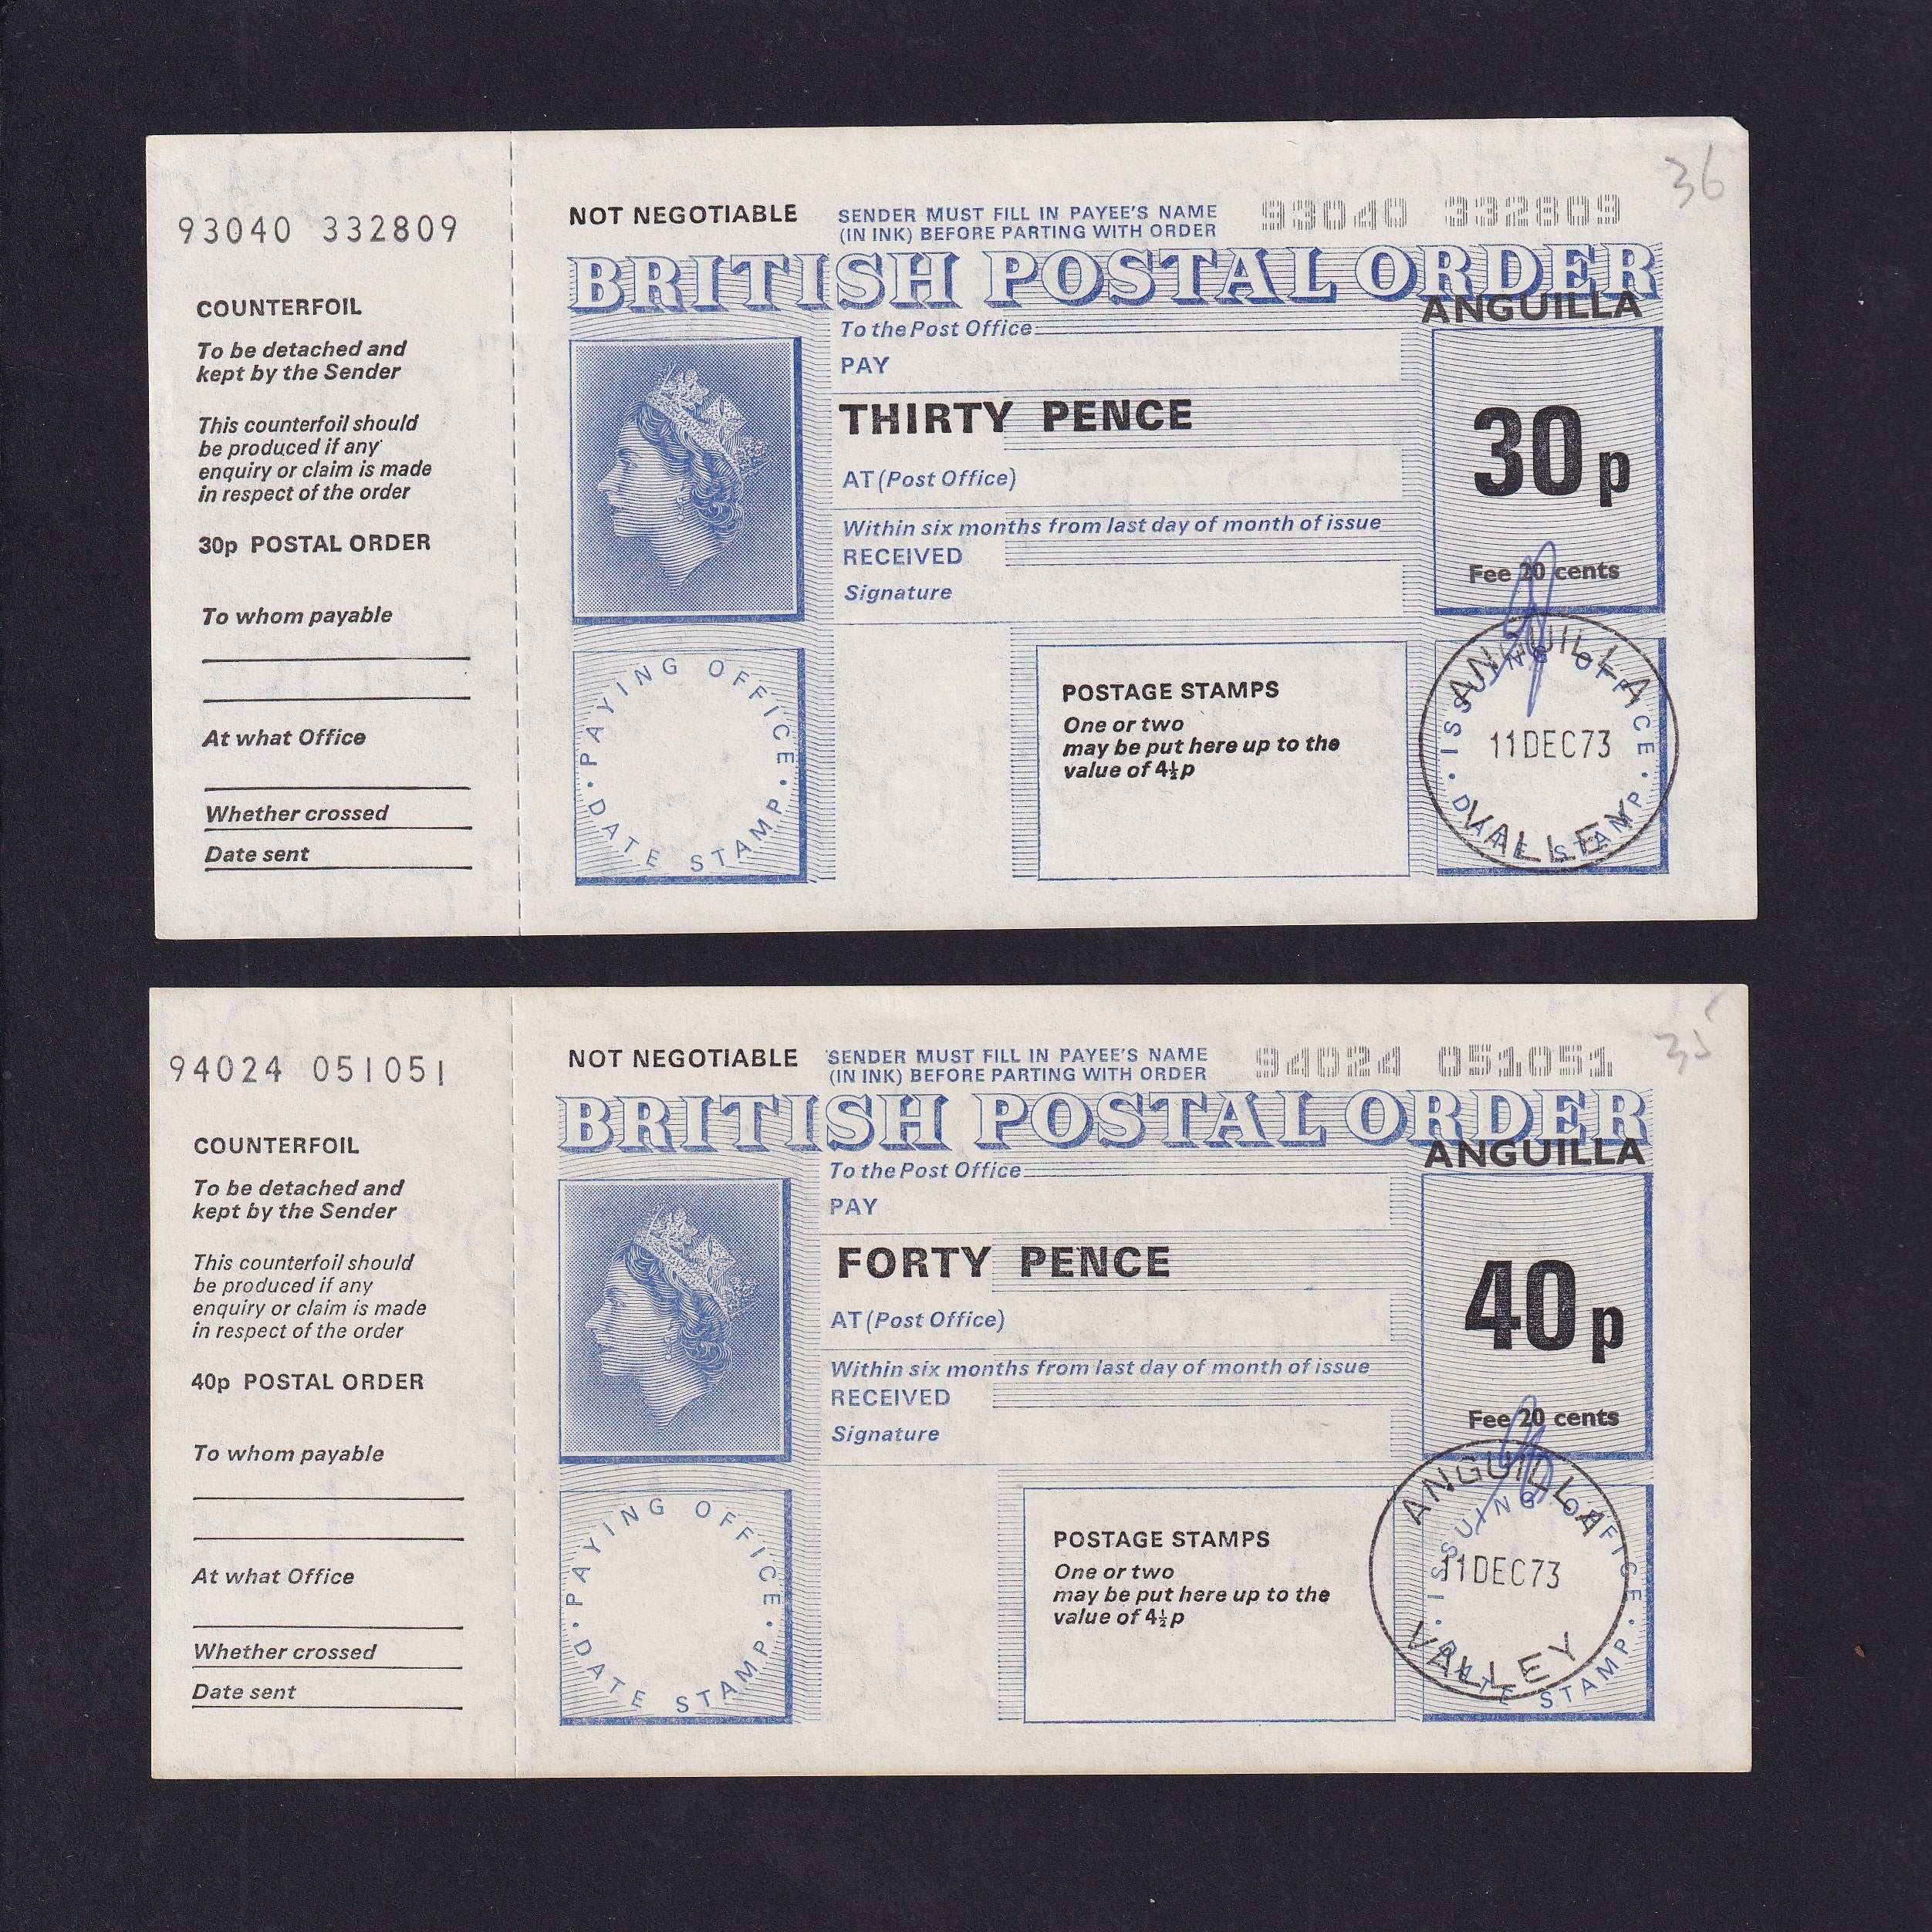 93040 332809
COUNTERFOIL
To be detached and
kept by the Sender
This counterfoil should
be produced if any
enquiry or claim is made
in respect of the order
30p POSTAL ORDER
To whom payable
At what Office
Whether crossed
Date sent
NOT NEGOTIABLE
SENDER MUST FILL IN PAYEE'S NAME
(IN INK) BEFORE PARTING WITH ORDER
93040 332809
36
BRITISH POSTAL ORDER
ANGUILLA
To the Post Office
PAY
THIRTY PENCE
30p
AT (Post Office)
Within six months from last day of month of issue
RECEIVED
Signature
Fee 20 cents
PAYING OFFICE
· DATE STAMP ·
POSTAGE STAMPS
One or two
may be put here up to the
value of 4½p
ISSUING OFFICE
· DATE STAMP ·
ANGUILLA
11DEC73
VALLEY
94024 051051
COUNTERFOIL
To be detached and
kept by the Sender
This counterfoil should
be produced if any
enquiry or claim is made
in respect of the order
40p POSTAL ORDER
To whom payable
At what Office
Whether crossed
Date sent
NOT NEGOTIABLE
SENDER MUST FILL IN PAYEE'S NAME
(IN INK) BEFORE PARTING WITH ORDER
94024 051051
35
BRITISH POSTAL ORDER
ANGUILLA
To the Post Office
PAY
FORTY PENCE
40p
AT (Post Office)
Within six months from last day of month of issue
RECEIVED
Signature
Fee 20 cents
PAYING OFFICE
· DATE STAMP ·
POSTAGE STAMPS
One or two
may be put here up to the
value of 4½p
ISSUING OFFICE
· DATE STAMP ·
ANGUILLA
11DEC73
VALLEY